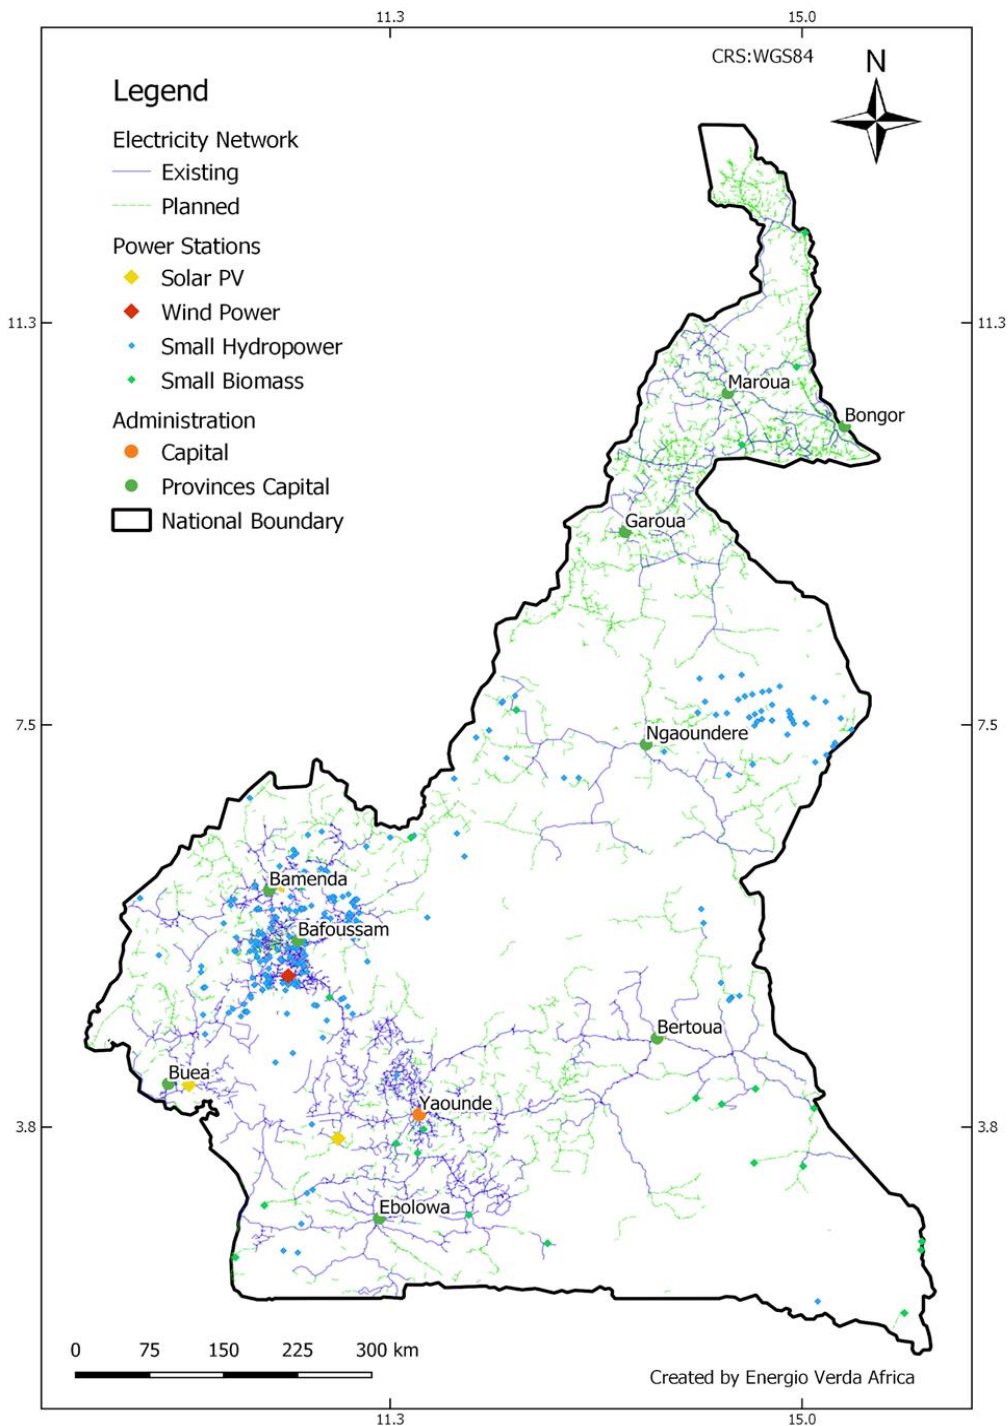 11.3 15.0
CRS:WGS84
N
Legend
Electricity Network
Existing
Planned
Power Stations
Solar PV
Wind Power
Small Hydropower
Small Biomass
Administration
Capital
Provinces Capital
National Boundary
11.3 11.3
Maroua
Bongor
Garoua
7.5 7.5
Ngaoundere
Bamenda
Bafoussam
Bertoua
Buea
Yaounde
3.8 3.8
Ebolowa
0 75 150 225 300 km
Created by Energio Verda Africa
11.3 15.0